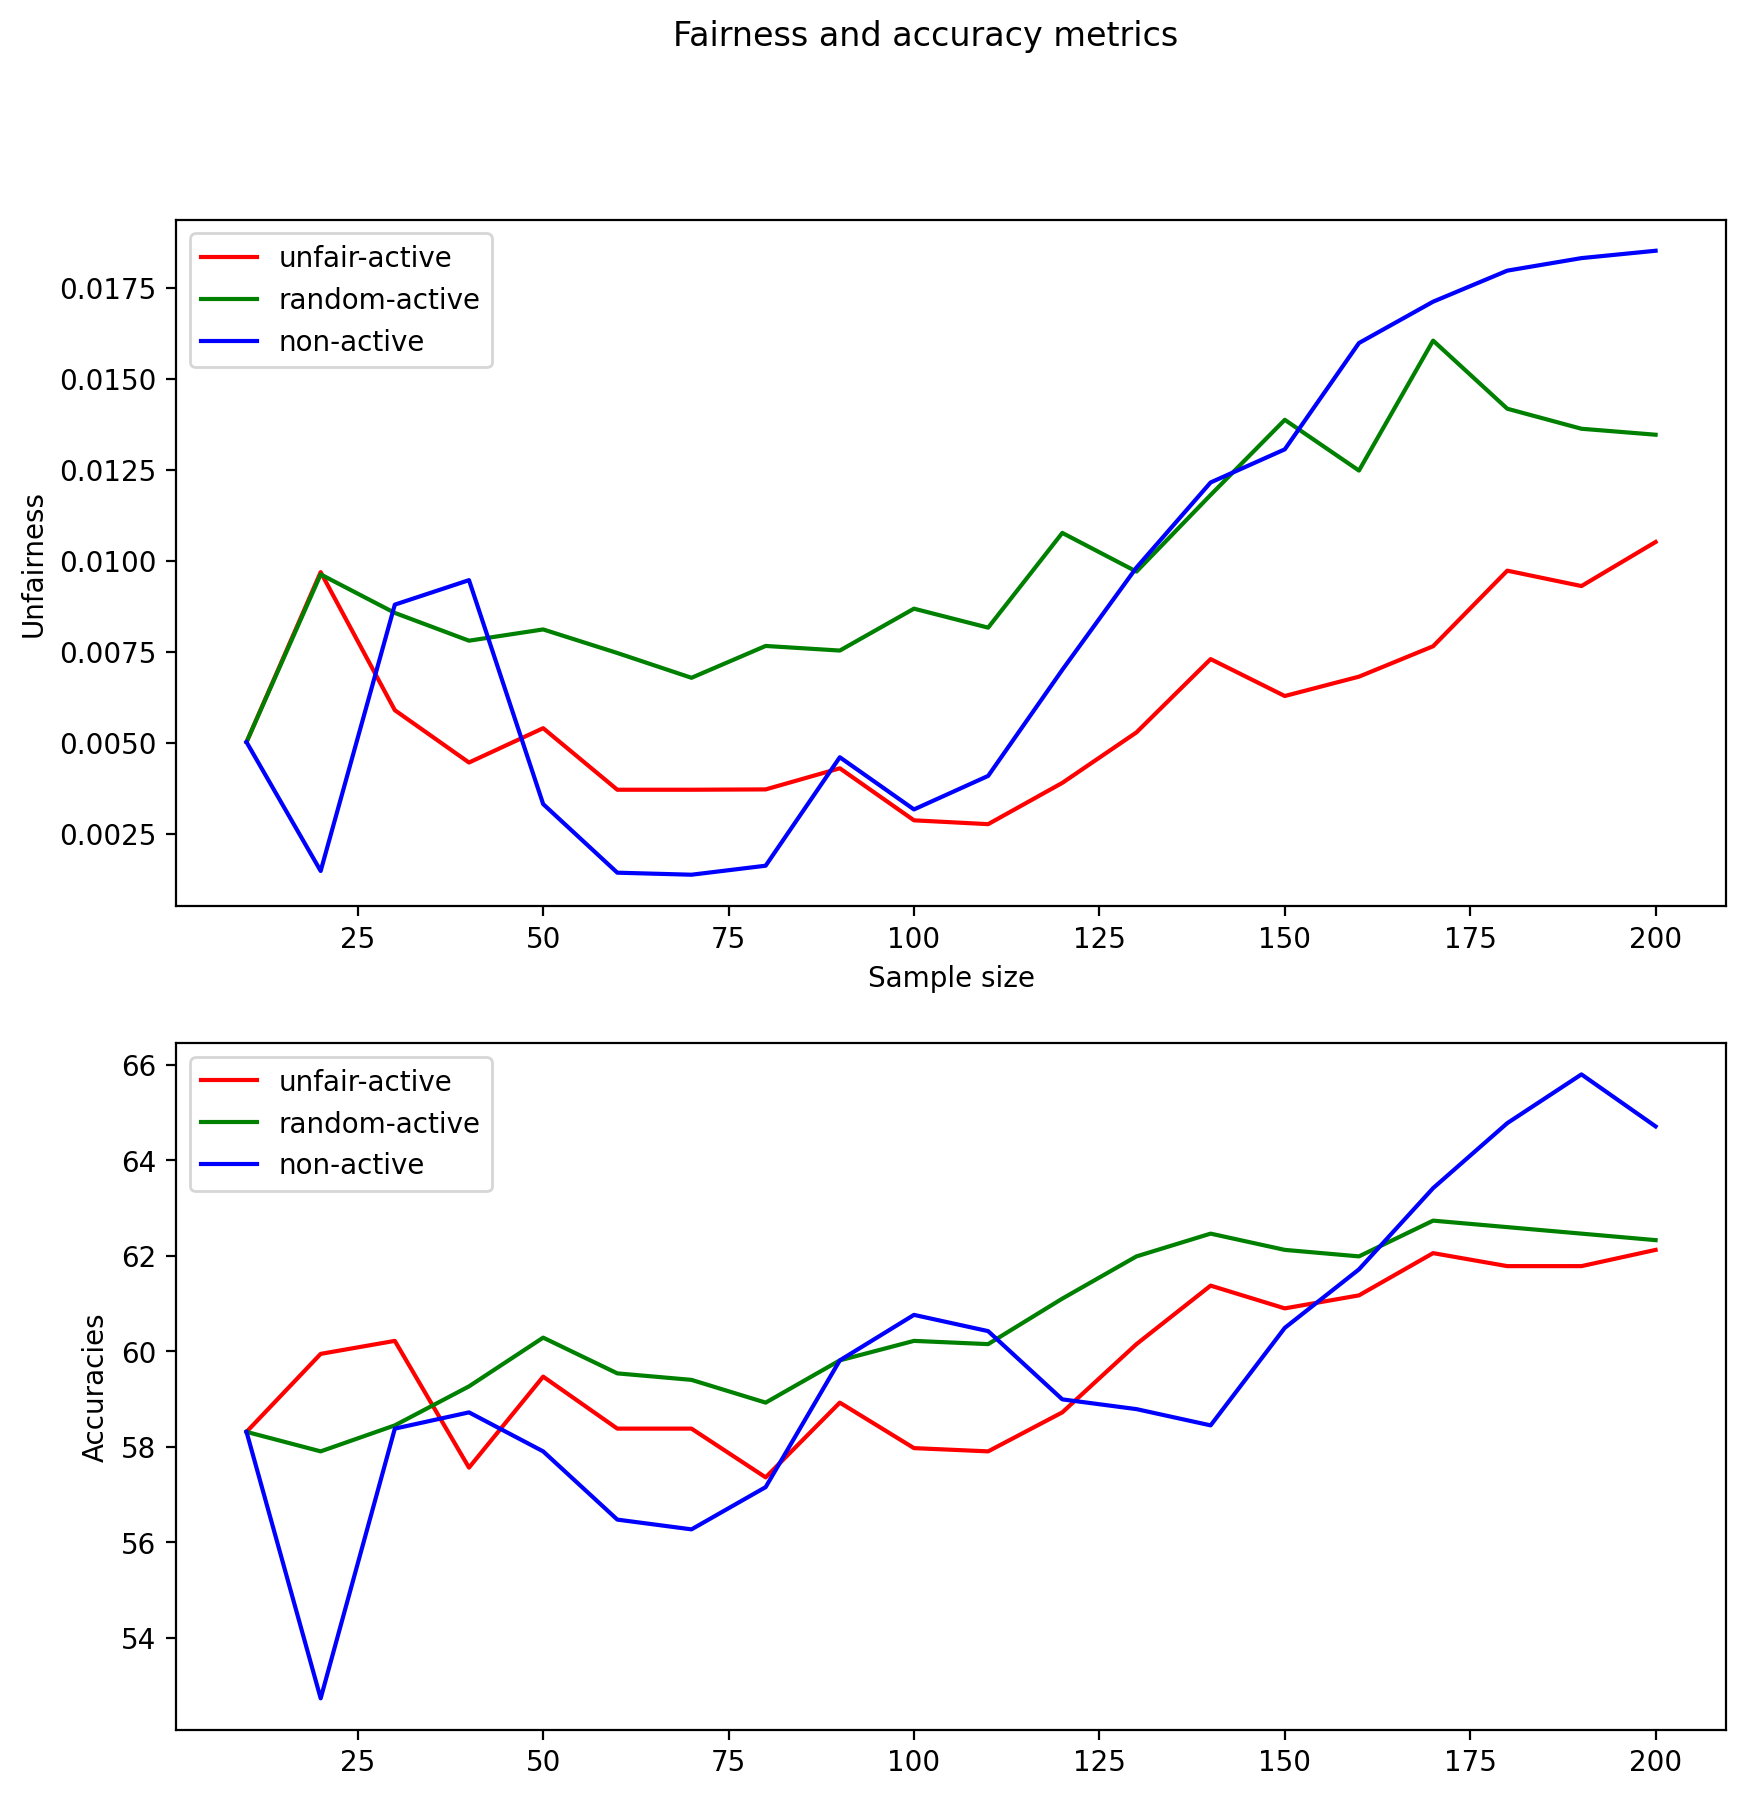 Fairness and accuracy metrics
unfair-active
random-active
non-active
0.0175
0.0150
0.0125
0.0100
0.0075
0.0050
0.0025
Unfairness
25 50 75 100 125 150 175 200
Sample size
unfair-active
random-active
non-active
66
64
62
60
58
56
54
Accuracies
25 50 75 100 125 150 175 200